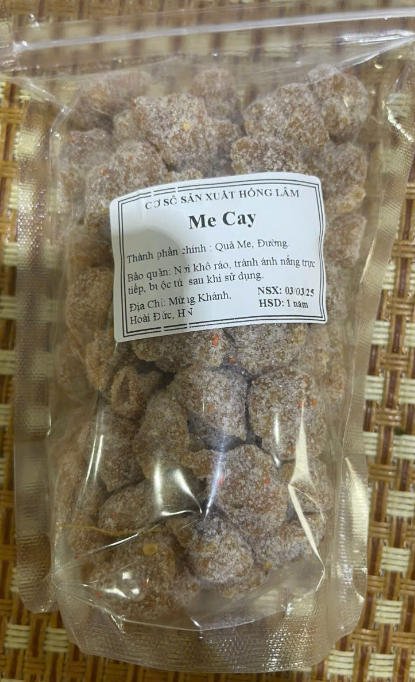 CƠ SỞ SẢN XUẤT HỒNG LÂM
Me Cay
Thành phần chính : Quả Me, Đường.
Bảo quản: Nơi khô ráo, tránh ánh nắng trực
tiếp, buộc túi sau khi sử dụng.
Địa Chỉ: Mừng Khánh, NSX: 03/03/25
Hoài Đức, HN HSD: 1 năm